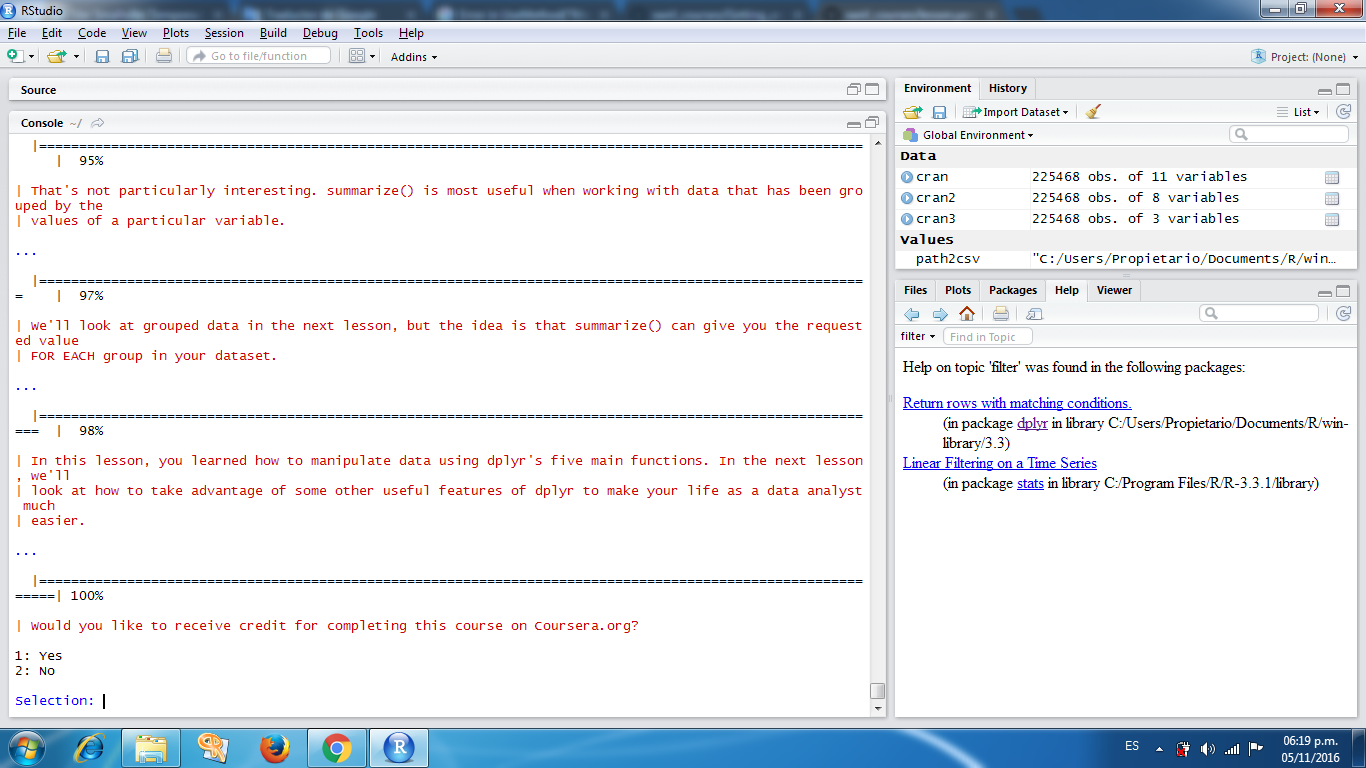 RStudio
File Edit Code View Plots Session Build Debug Tools Help
Go to file/function
Addins
Project: (None)
Source
Console ~/
|=======================================================================================================
| 95%
| That's not particularly interesting. summarize() is most useful when working with data that has been gro
uped by the
| values of a particular variable.
...
|=======================================================================================================
= | 97%
| We'll look at grouped data in the next lesson, but the idea is that summarize() can give you the request
ed value
| FOR EACH group in your dataset.
...
|=======================================================================================================
=== | 98%
| In this lesson, you learned how to manipulate data using dplyr's five main functions. In the next lesson
, we'll
| look at how to take advantage of some other useful features of dplyr to make your life as a data analyst
much
| easier.
...
|=======================================================================================================
=====| 100%
| Would you like to receive credit for completing this course on Coursera.org?
1: Yes
2: No
Selection:
Environment History
Import Dataset
List
Global Environment
Data
cran 225468 obs. of 11 variables
cran2 225468 obs. of 8 variables
cran3 225468 obs. of 3 variables
Values
path2csv "C:/Users/Propietario/Documents/R/win…
Files Plots Packages Help Viewer
filter Find in Topic
Help on topic 'filter' was found in the following packages:
Return rows with matching conditions.
(in package dplyr in library C:/Users/Propietario/Documents/R/win-
library/3.3)
Linear Filtering on a Time Series
(in package stats in library C:/Program Files/R/R-3.3.1/library)
ES
06:19 p.m.
05/11/2016